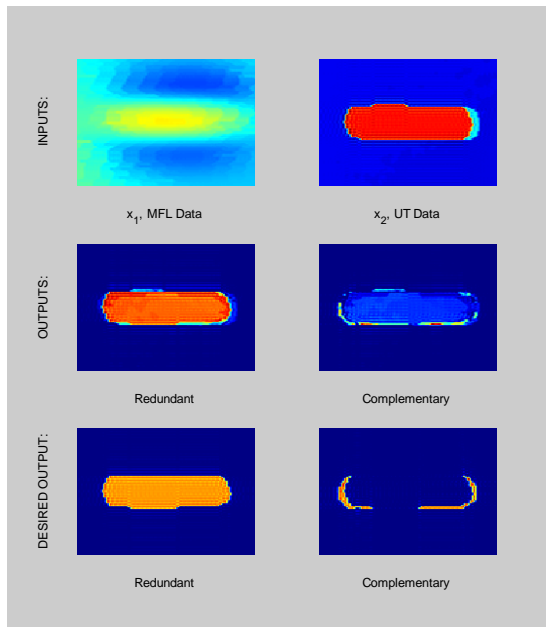 INPUTS:
x1, MFL Data
x2, UT Data
OUTPUTS:
Redundant
Complementary
DESIRED OUTPUT:
Redundant
Complementary